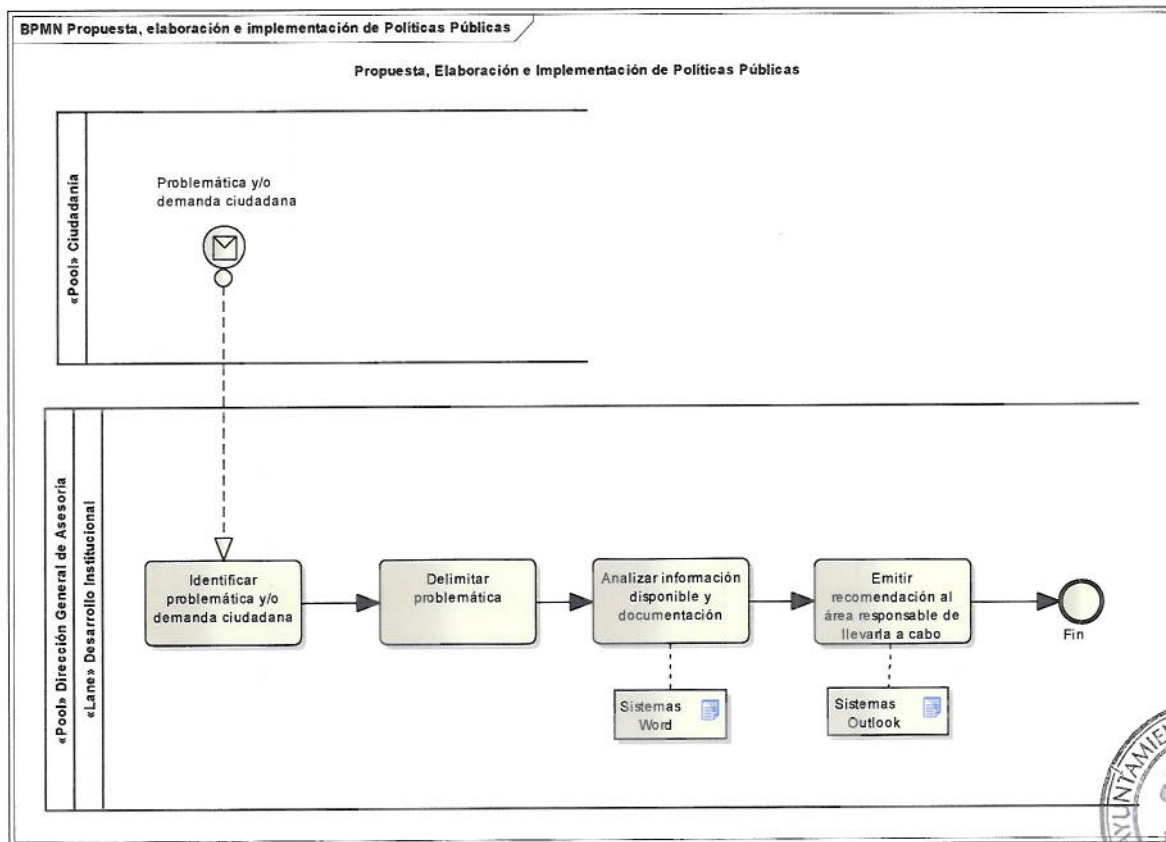 BPMN Propuesta, elaboración e implementación de Políticas Públicas
Propuesta, Elaboración e Implementación de Políticas Públicas
«Pool» Ciudadanía
Problemática y/o
demanda ciudadana
«Pool» Dirección General de Asesoría
«Lane» Desarrollo Institucional
Identificar
problemática y/o
demanda ciudadana
Delimitar
problemática
Analizar información
disponible y
documentación
Emitir
recomendación al
área responsable de
llevarla a cabo
Fin
Sistemas
Word
Sistemas
Outlook